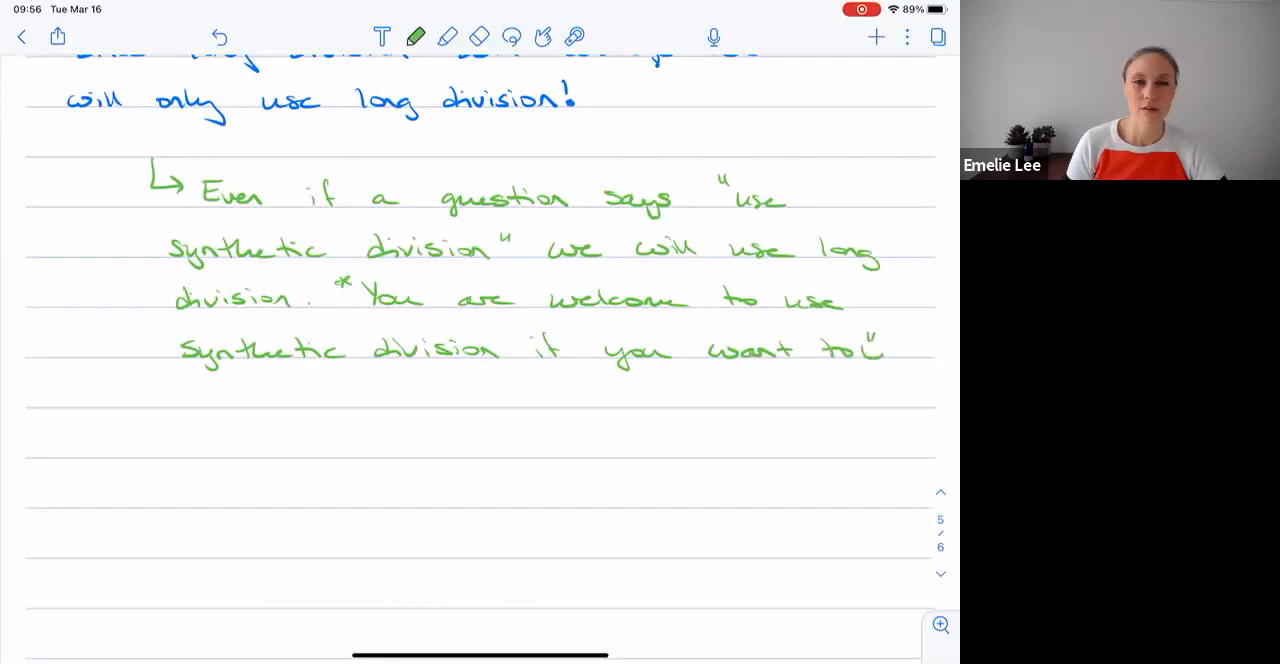 09:56 Tue Mar 16
89%
long division
will only use long division!
Even if a question says "use
synthetic division" we will use long
division. *You are welcome to use
synthetic division if you want to
5
6
Emelie Lee